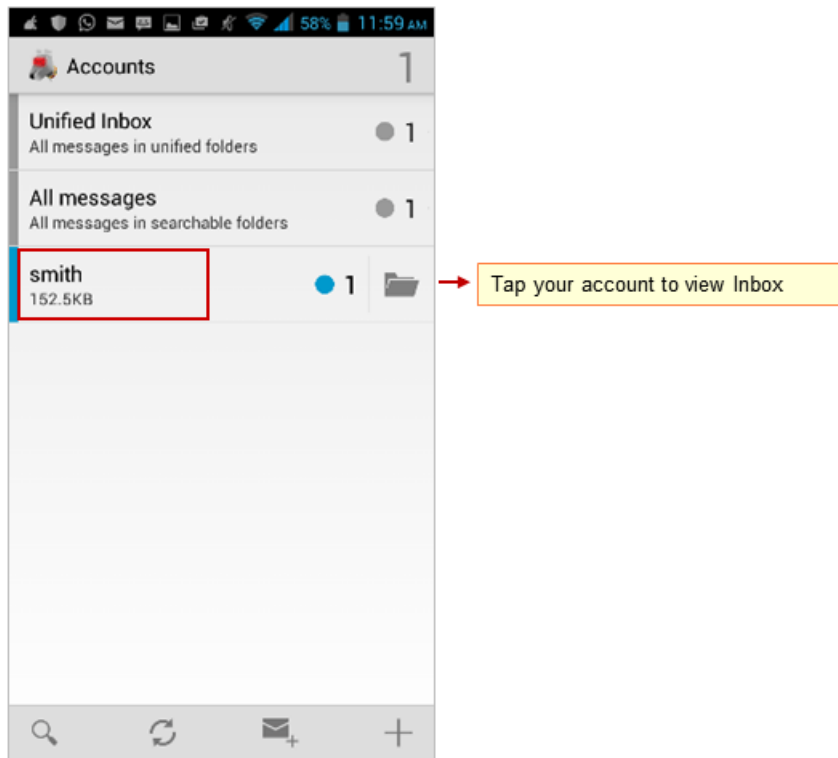 58% 11:59 AM
Accounts 1
Unified Inbox
All messages in unified folders
1
All messages
All messages in searchable folders
1
smith
152.5KB
1
Tap your account to view Inbox